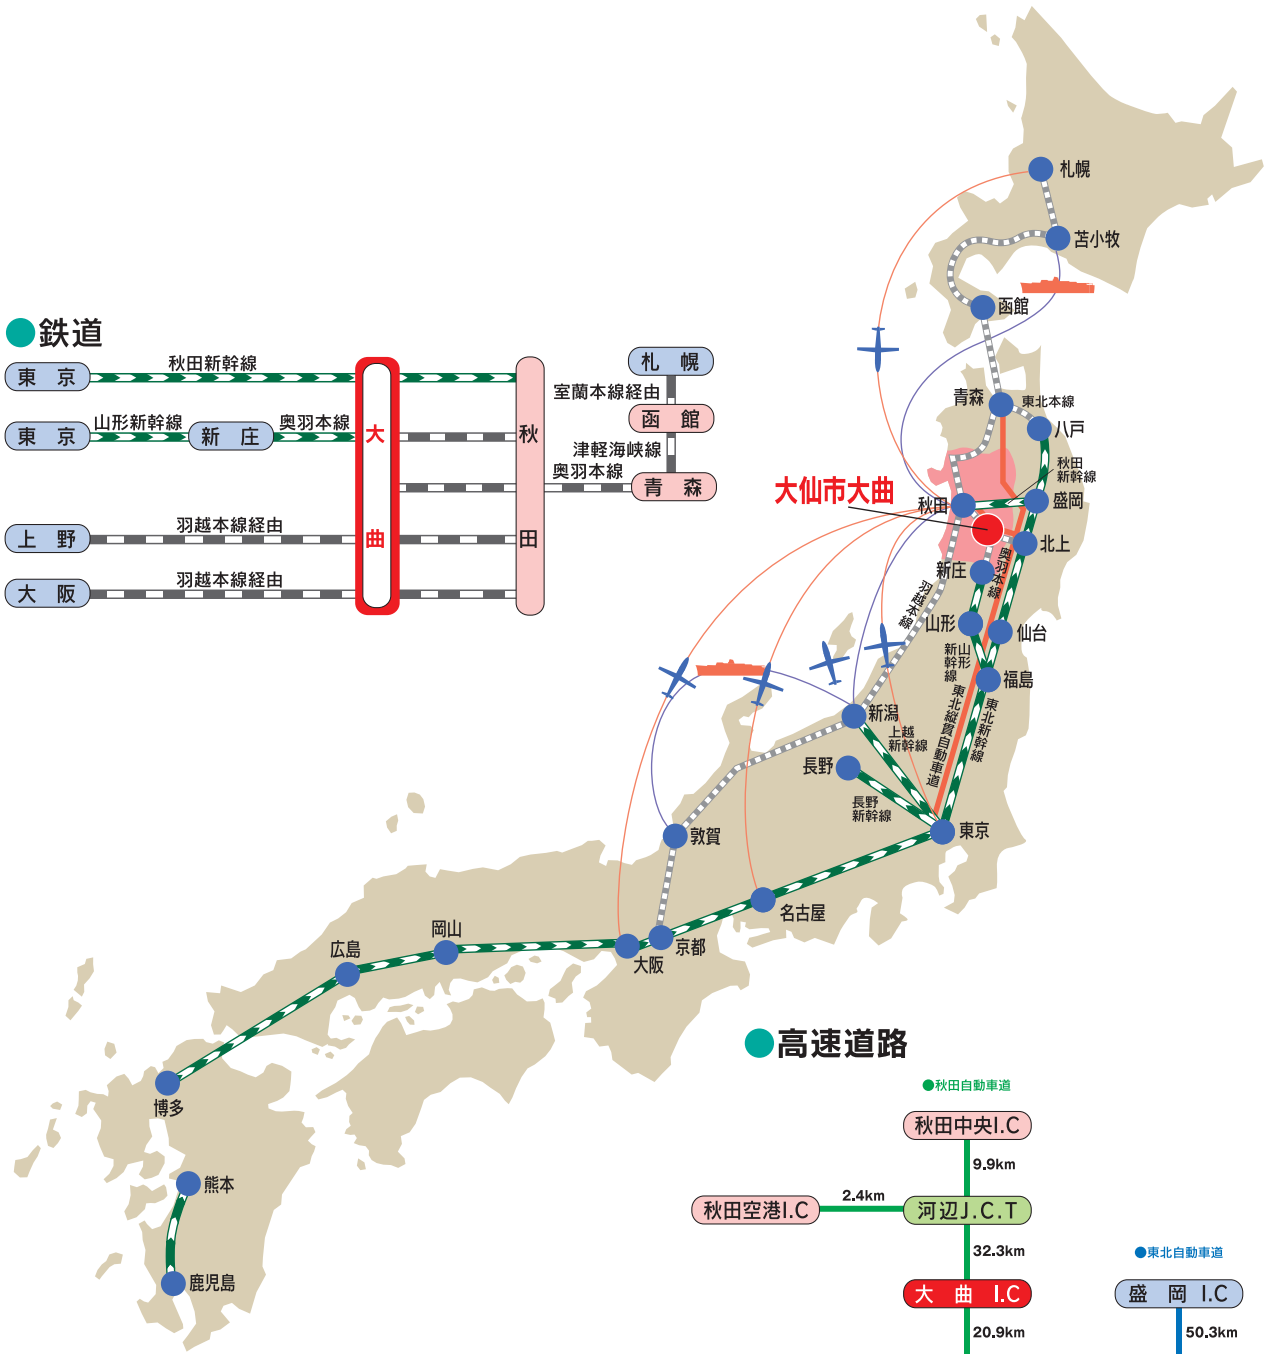 鉄道
東京
秋田新幹線
東京
山形新幹線
新庄
奥羽本線
大曲
秋田
上野
羽越本線経由
大阪
羽越本線経由
札幌
室蘭本線経由
函館
津軽海峡線
奥羽本線
青森
札幌
苫小牧
函館
青森
東北本線
八戸
秋田
新幹線
大仙市大曲
秋田
盛岡
北上
新庄
奥羽本線
羽越本線
山形
仙台
山形
新幹線
福島
東北縦貫自動車道
東北新幹線
新潟
上越
新幹線
長野
長野
新幹線
東京
敦賀
名古屋
京都
大阪
岡山
広島
博多
熊本
鹿児島
高速道路
秋田自動車道
秋田中央I.C
9.9km
秋田空港I.C
2.4km
河辺J.C.T
32.3km
大曲 I.C
20.9km
東北自動車道
盛岡 I.C
50.3km